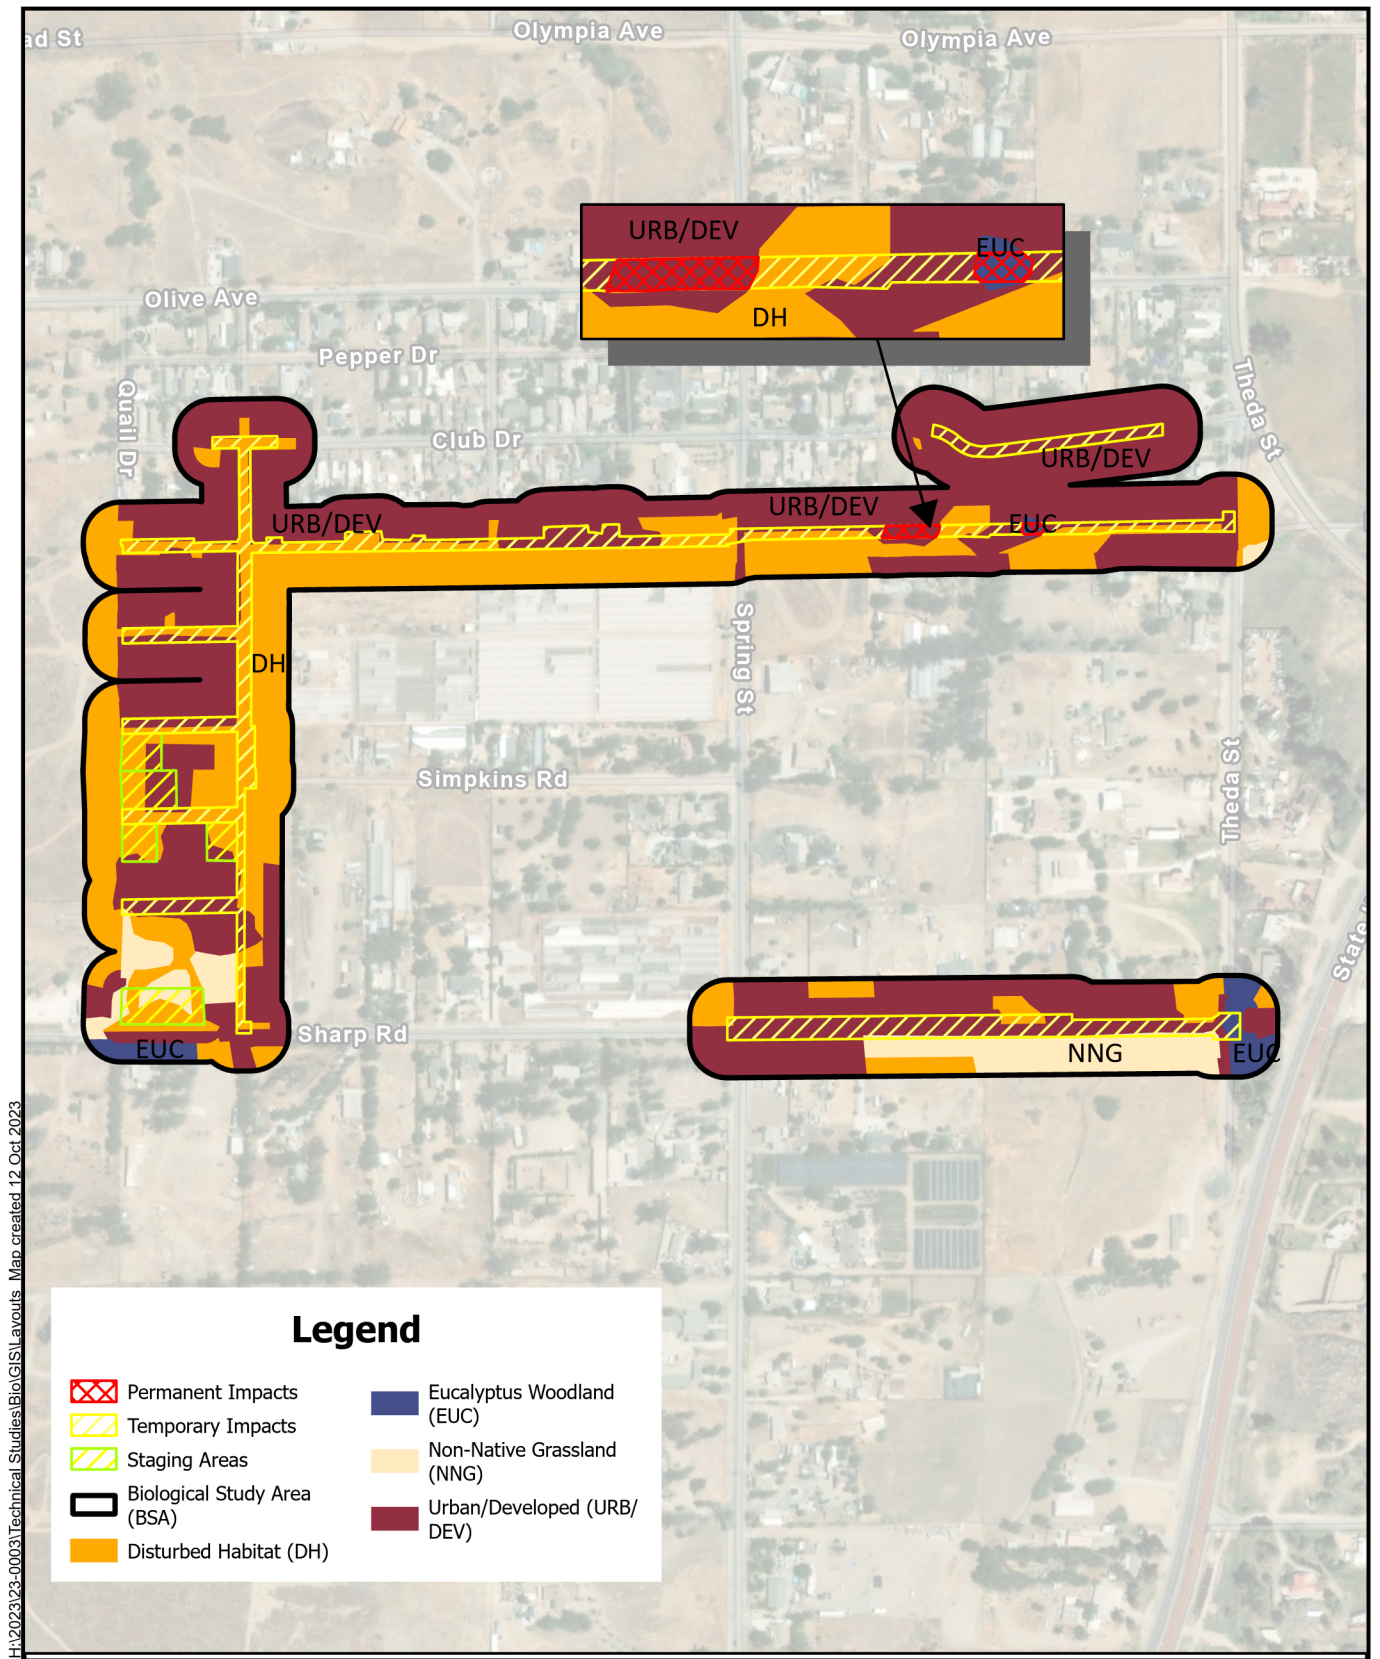 ad St
Olympia Ave
Olympia Ave
URB/DEV
EUC
DH
Olive Ave
Pepper Dr
Quail Dr
Club Dr
Theda St
URB/DEV
URB/DEV
URB/DEV
EUC
DH
Spring St
Simpkins Rd
Theda St
State
Sharp Rd
EUC
NNG
EUC
H:\2023\23-0003\Technical Studies\Bio\GIS\Layouts Map created 12 Oct 2023
Legend
Permanent Impacts
Temporary Impacts
Staging Areas
Biological Study Area
(BSA)
Disturbed Habitat (DH)
Eucalyptus Woodland
(EUC)
Non-Native Grassland
(NNG)
Urban/Developed (URB/
DEV)